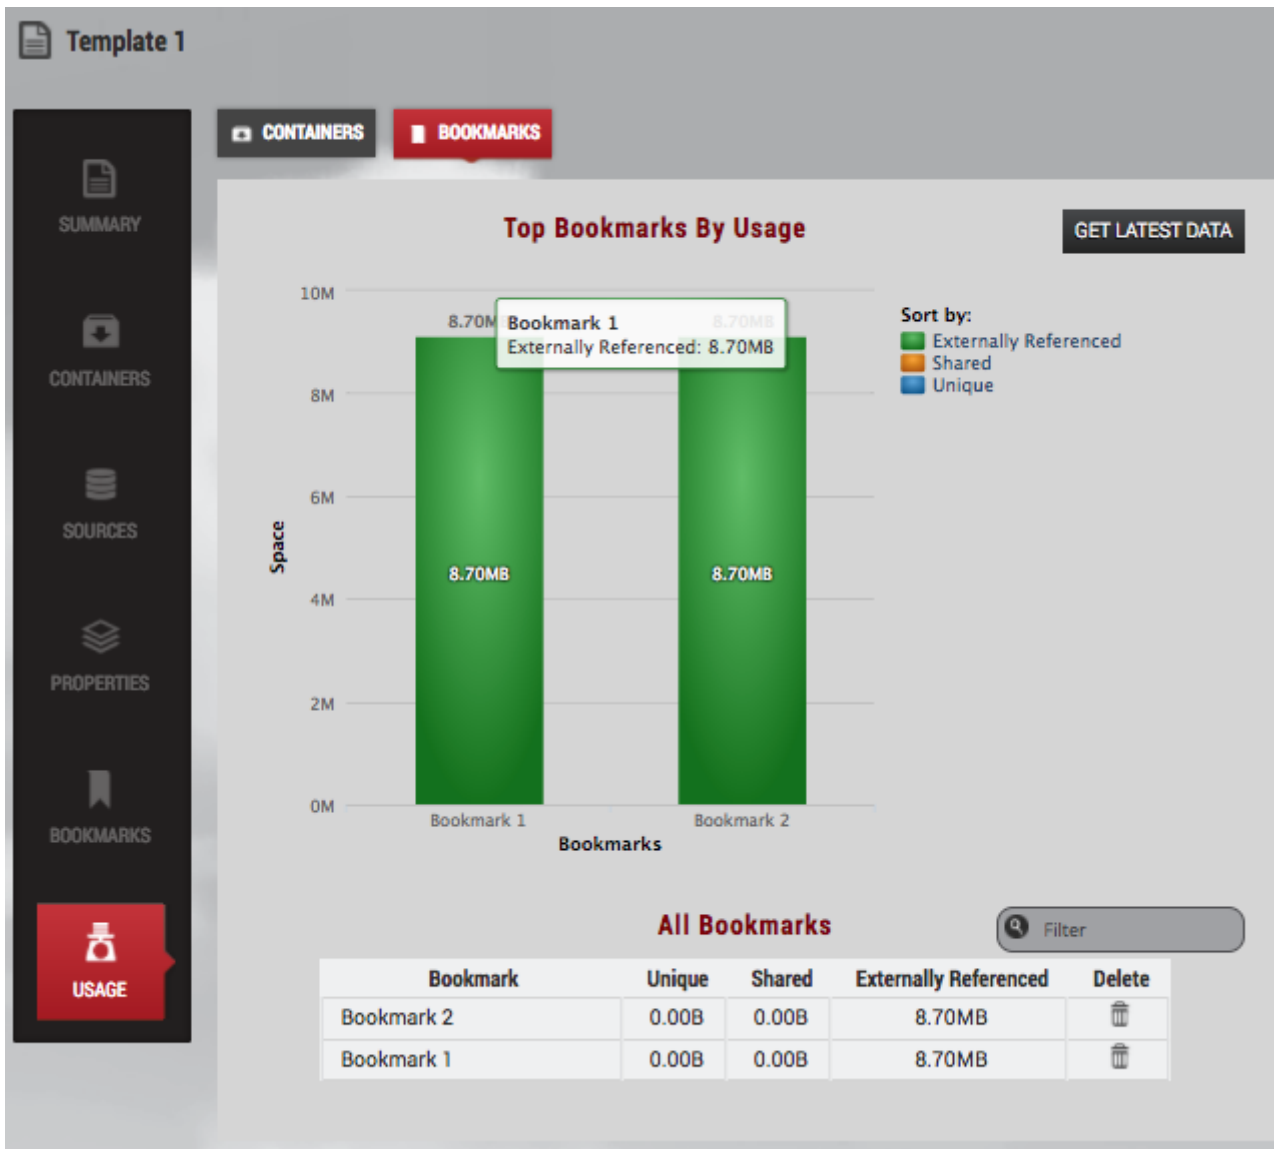 Template 1
CONTAINERS
BOOKMARKS
SUMMARY
CONTAINERS
SOURCES
PROPERTIES
BOOKMARKS
USAGE
Top Bookmarks By Usage
GET LATEST DATA
10M
8M
6M
4M
2M
0M
Space
8.70M
8.70MB
Bookmark 1
Externally Referenced: 8.70MB
8.70MB
8.70MB
Bookmark 1
Bookmark 2
Bookmarks
Sort by:
Externally Referenced
Shared
Unique
All Bookmarks
Filter
Bookmark Unique Shared Externally Referenced Delete
Bookmark 2 0.00B 0.00B 8.70MB
Bookmark 1 0.00B 0.00B 8.70MB